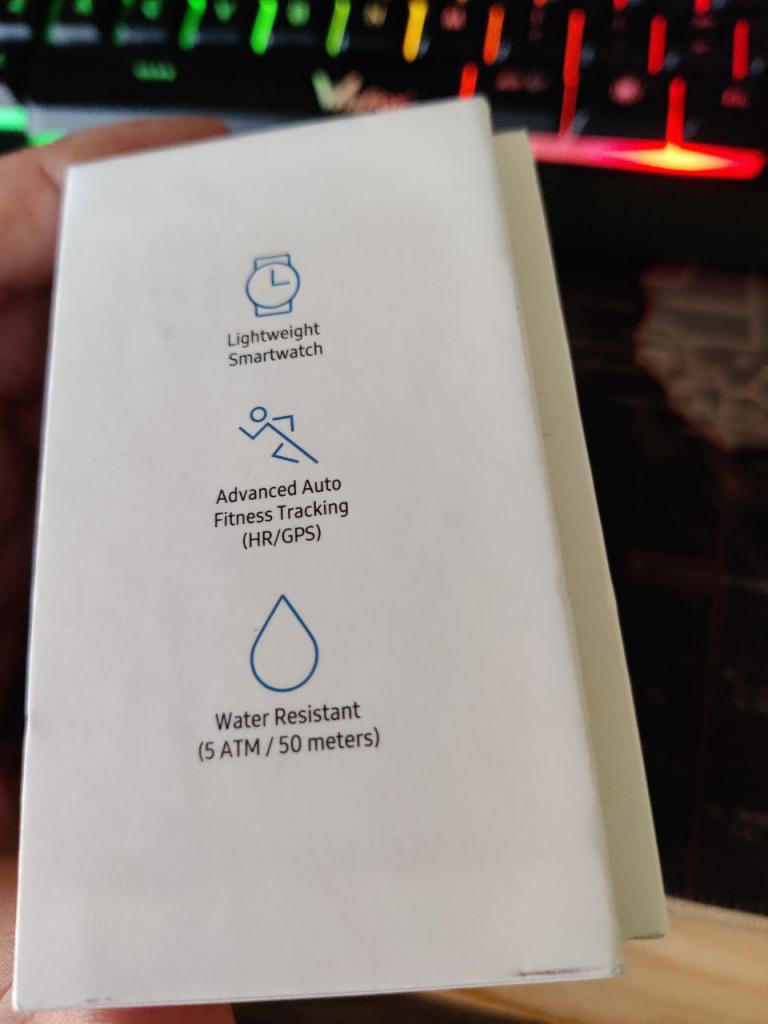 Lightweight
Smartwatch
Advanced Auto
Fitness Tracking
(HR/GPS)
Water Resistant
(5 ATM / 50 meters)